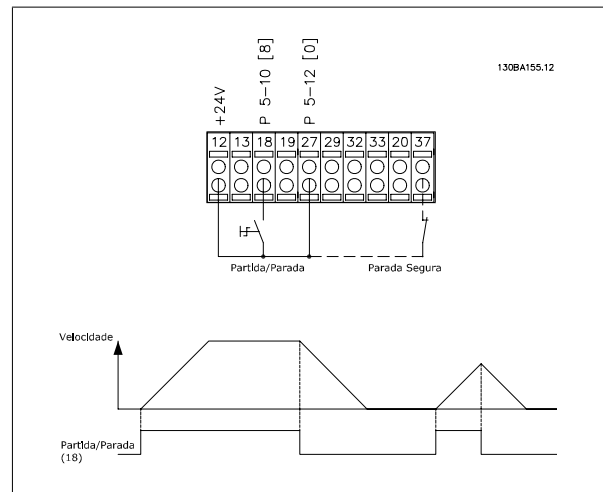 130BA155.12
+24V
P 5-10 [8]
P 5-12 [0]
12 13 18 19 27 29 32 33 20 37
Partida/Parada
Parada Segura
Velocidade
Partida/Parada
(18)